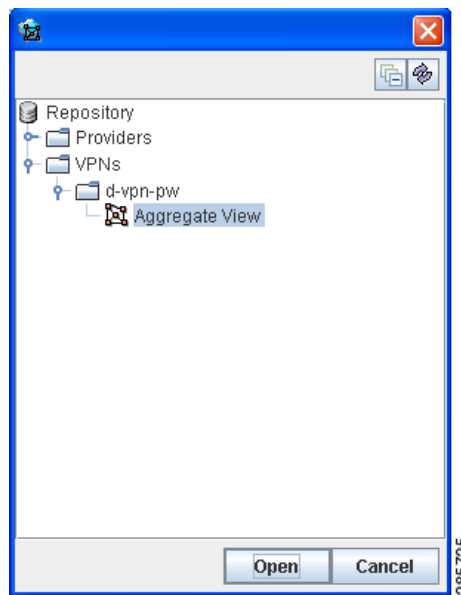 Repository
Providers
VPNs
d-vpn-pw
Aggregate View
Open Cancel